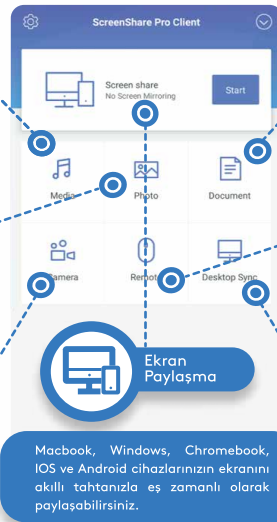 ScreenShare Pro Client
Screen share
No Screen Mirroring
Start
Media
Photo
Document
Camera
Remote
Desktop Sync
Ekran
Paylaşma
Macbook, Windows, Chromebook,
IOS ve Android cihazlarınızın ekranını
akıllı tahtanızla eş zamanlı olarak
paylaşabilirsiniz.